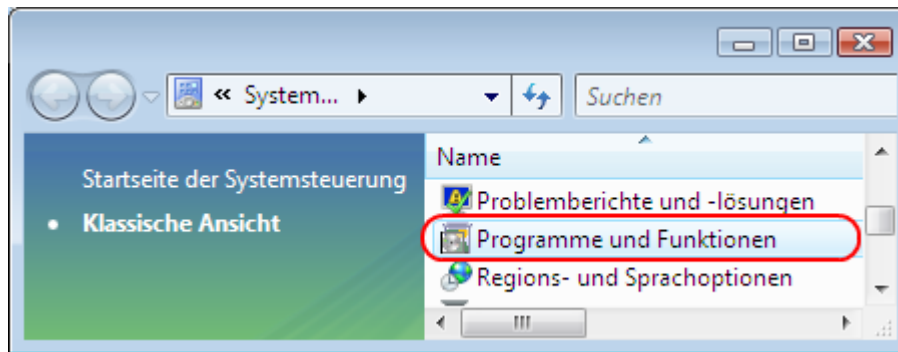 « System...
Suchen
Startseite der Systemsteuerung
• Klassische Ansicht
Name
Problemberichte und -lösungen
Programme und Funktionen
Regions- und Sprachoptionen